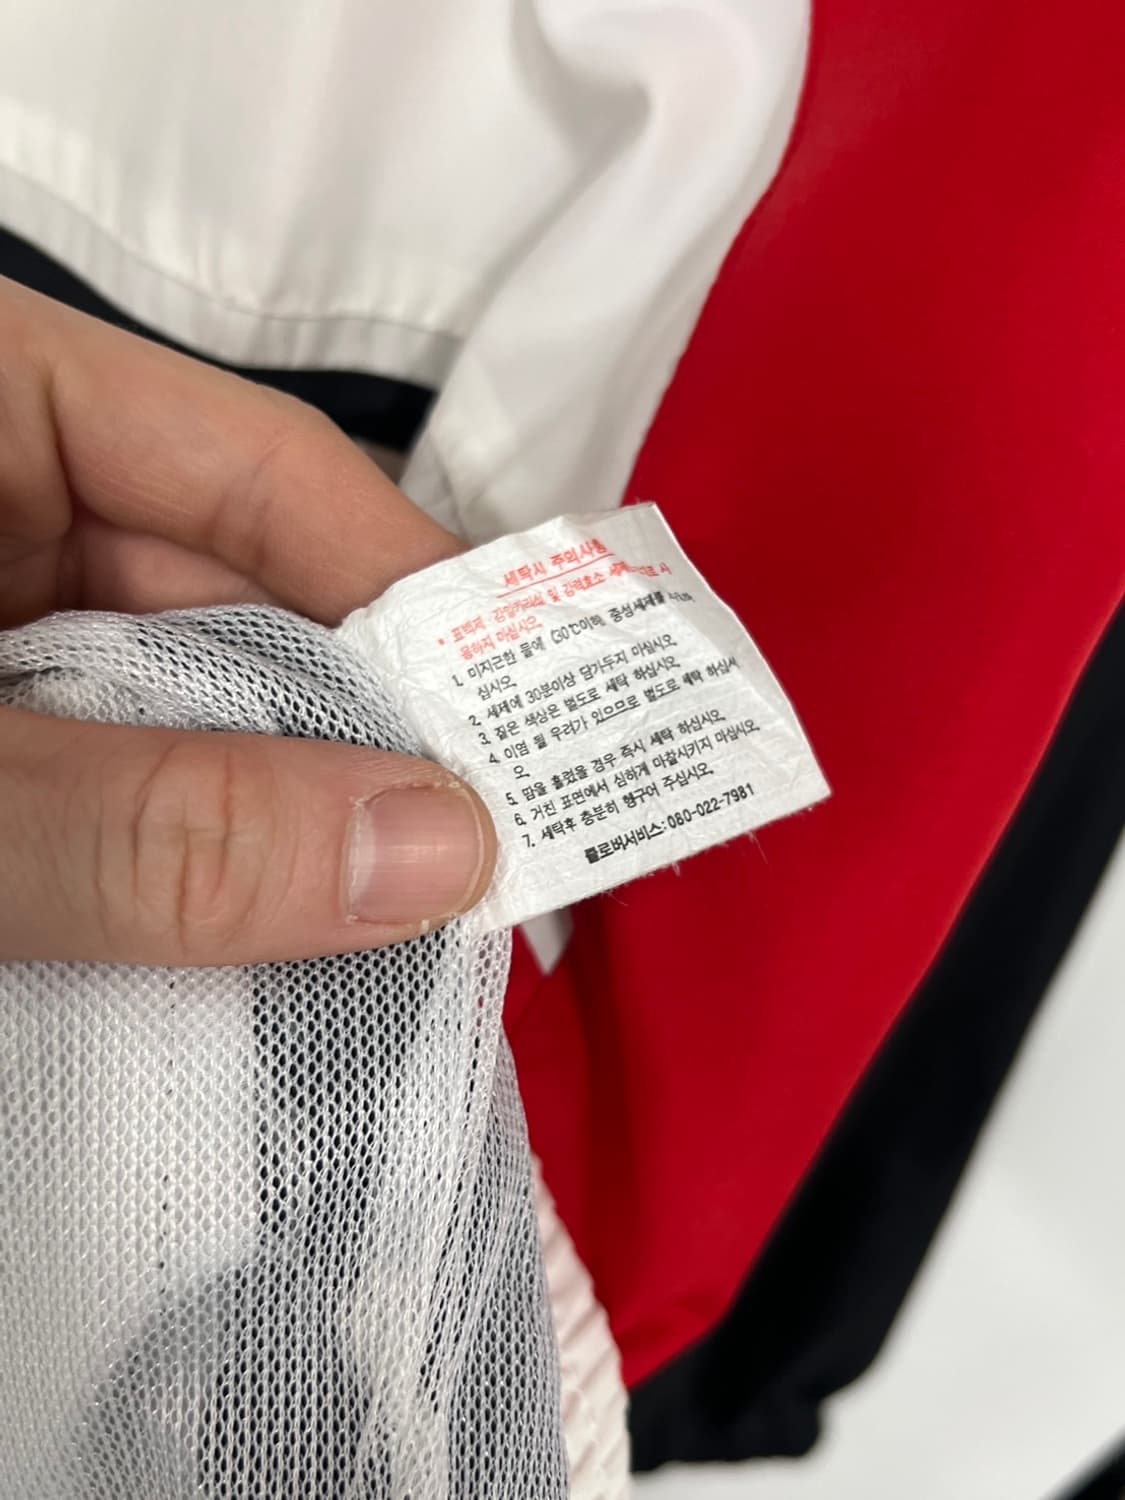 세탁시 주의사항
* 표백제, 강알카리성 및 강력효소 세제는 사
용하지 마십시오.
1. 미지근한 물에 (30℃이하) 중성세제를
십시오.
2. 세제에 30분이상 담가두지 마십시오.
3. 짙은 색상은 별도로 세탁 하십시오.
4. 이염 될 우려가 있으므로 별도로 세탁 하십시
오.
5. 땀을 흘렸을 경우 즉시 세탁 하십시오.
6. 거친 표면에서 심하게 마찰시키지 마십시오.
7. 세탁후 충분히 헹구어 주십시오.
클로버서비스:080-022-7981